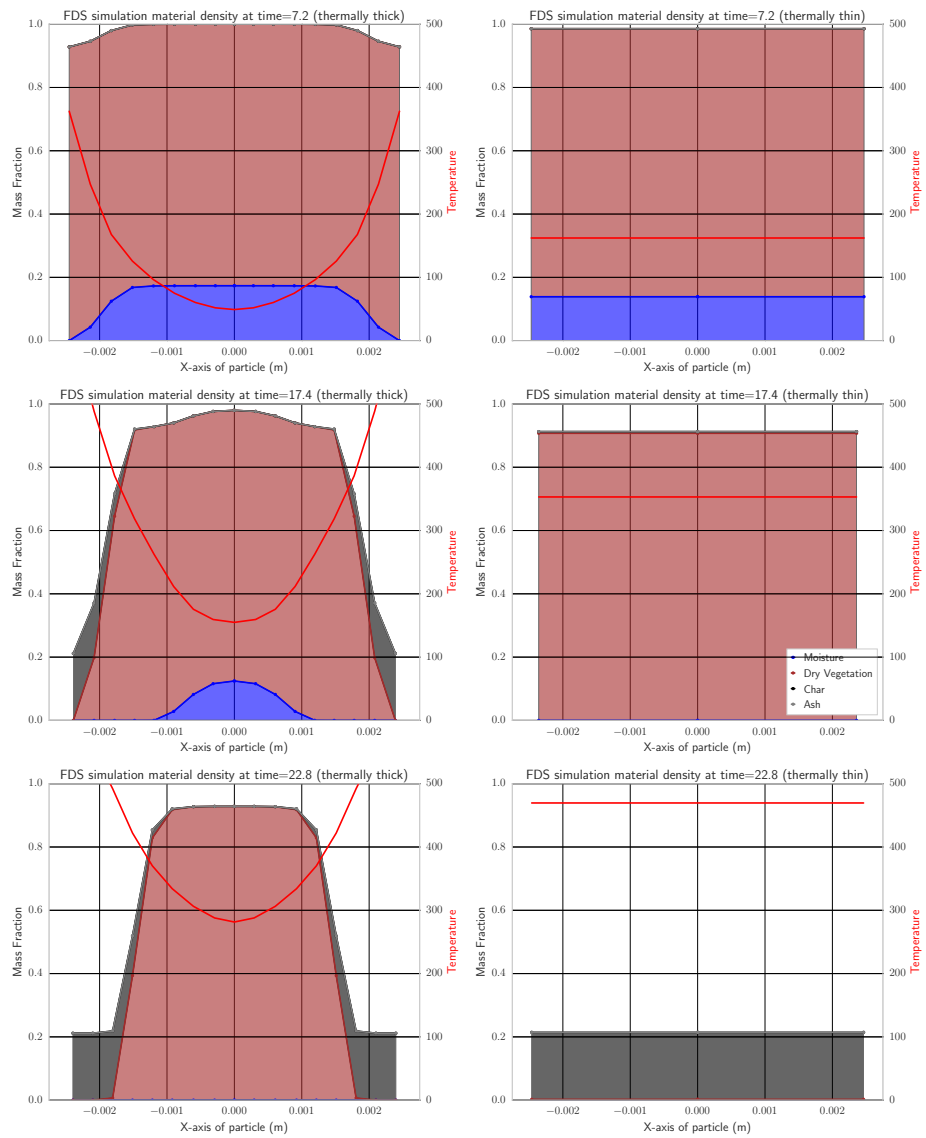 FDS simulation material density at time=7.2 (thermally thick)
1.0
0.8
0.6
0.4
0.2
0.0
Mass Fraction
500
400
300
200
100
0
Temperature
−0.002 −0.001 0.000 0.001 0.002
X-axis of particle (m)
FDS simulation material density at time=7.2 (thermally thin)
1.0
0.8
0.6
0.4
0.2
0.0
Mass Fraction
500
400
300
200
100
0
Temperature
−0.002 −0.001 0.000 0.001 0.002
X-axis of particle (m)
FDS simulation material density at time=17.4 (thermally thick)
1.0
0.8
0.6
0.4
0.2
0.0
Mass Fraction
500
400
300
200
100
0
Temperature
−0.002 −0.001 0.000 0.001 0.002
X-axis of particle (m)
FDS simulation material density at time=17.4 (thermally thin)
1.0
0.8
0.6
0.4
0.2
0.0
Mass Fraction
500
400
300
200
100
0
Temperature
Moisture
Dry Vegetation
Char
Ash
−0.002 −0.001 0.000 0.001 0.002
X-axis of particle (m)
FDS simulation material density at time=22.8 (thermally thick)
1.0
0.8
0.6
0.4
0.2
0.0
Mass Fraction
500
400
300
200
100
0
Temperature
−0.002 −0.001 0.000 0.001 0.002
X-axis of particle (m)
FDS simulation material density at time=22.8 (thermally thin)
1.0
0.8
0.6
0.4
0.2
0.0
Mass Fraction
500
400
300
200
100
0
Temperature
−0.002 −0.001 0.000 0.001 0.002
X-axis of particle (m)